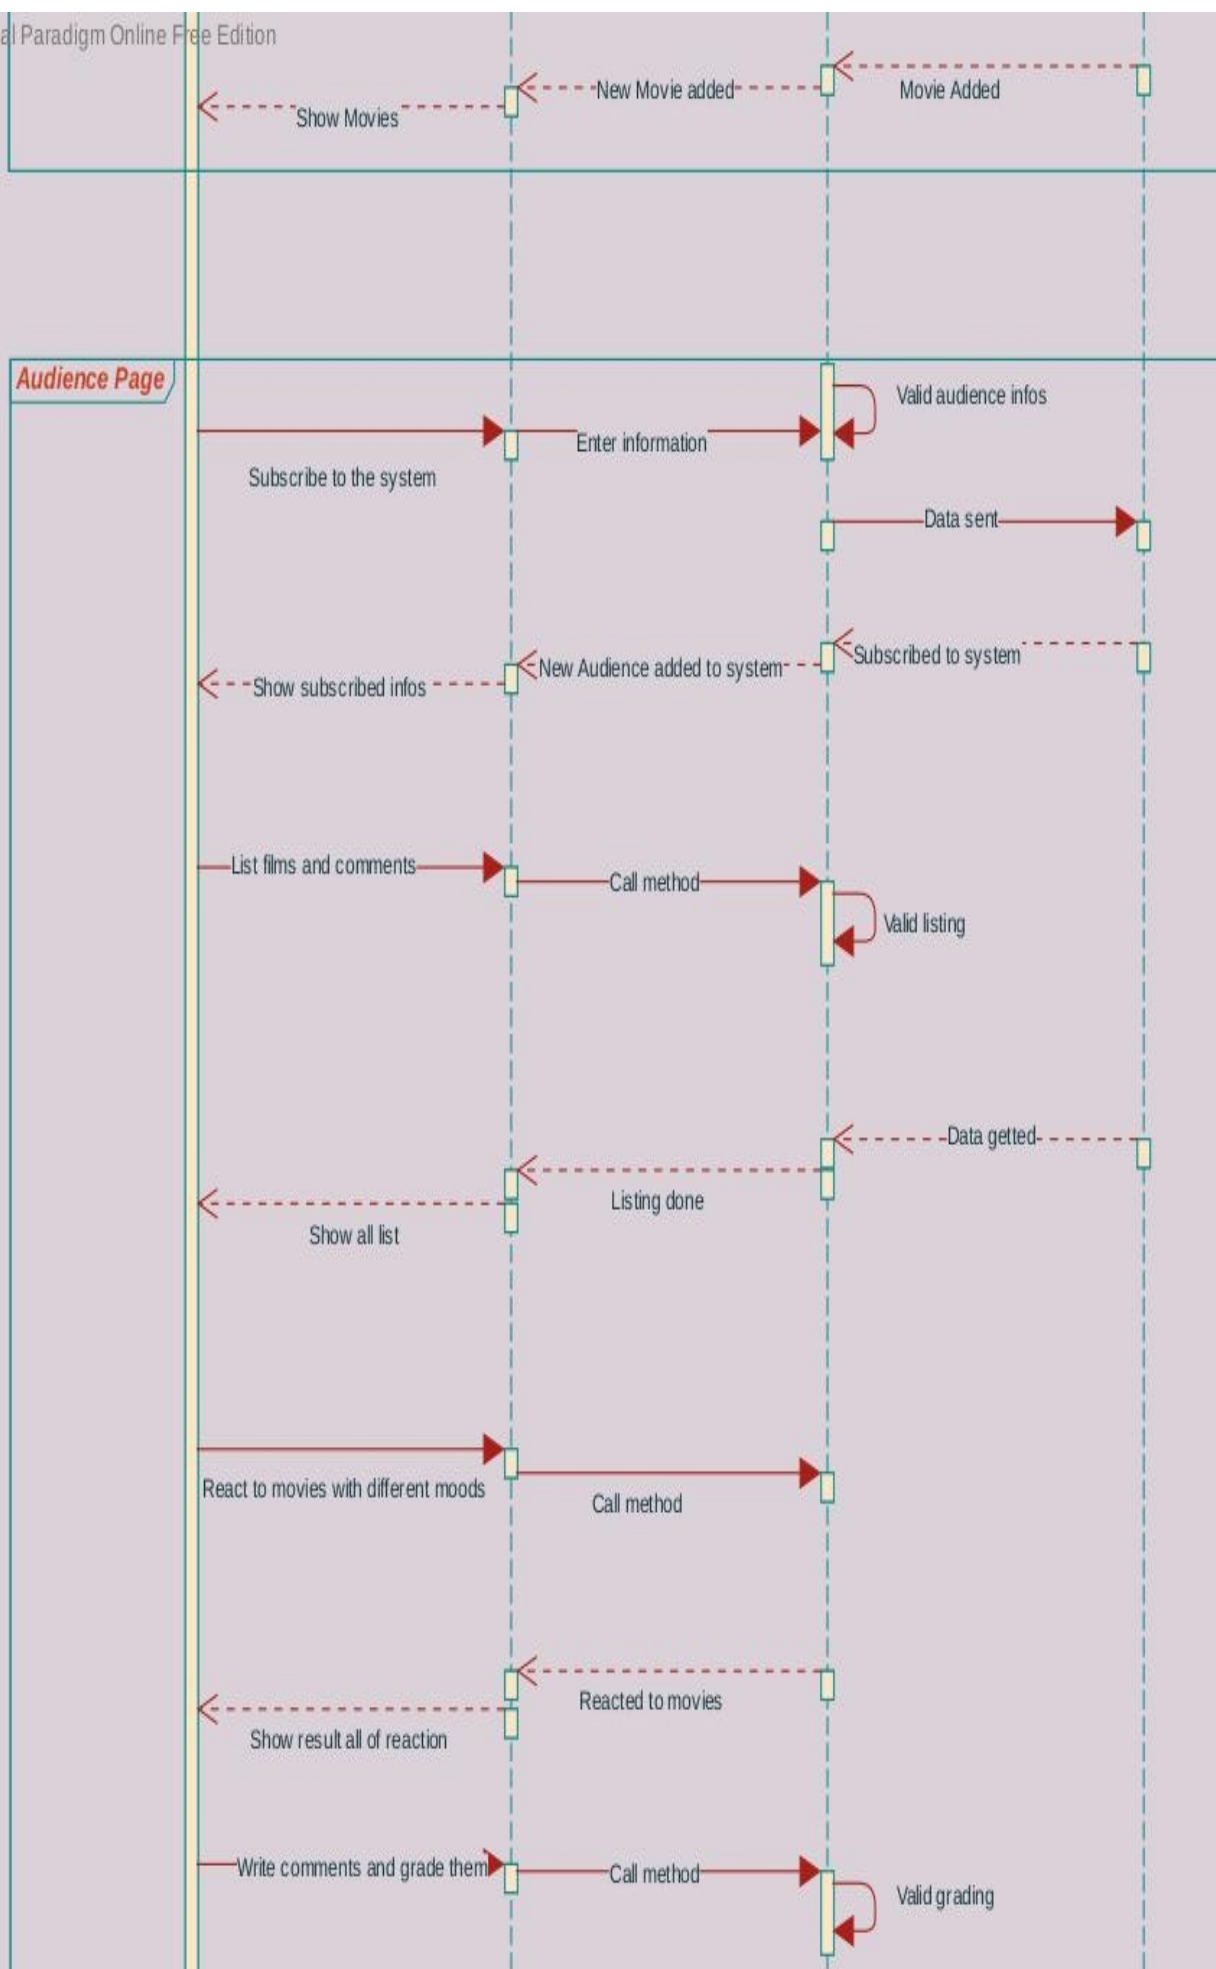 al Paradigm Online Free Edition
Movie Added
New Movie added
Show Movies
Audience Page
Valid audience infos
Enter information
Subscribe to the system
Data sent
Subscribed to system
New Audience added to system
Show subscribed infos
List films and comments
Call method
Valid listing
Data getted
Listing done
Show all list
React to movies with different moods
Call method
Reacted to movies
Show result all of reaction
Write comments and grade them
Call method
Valid grading